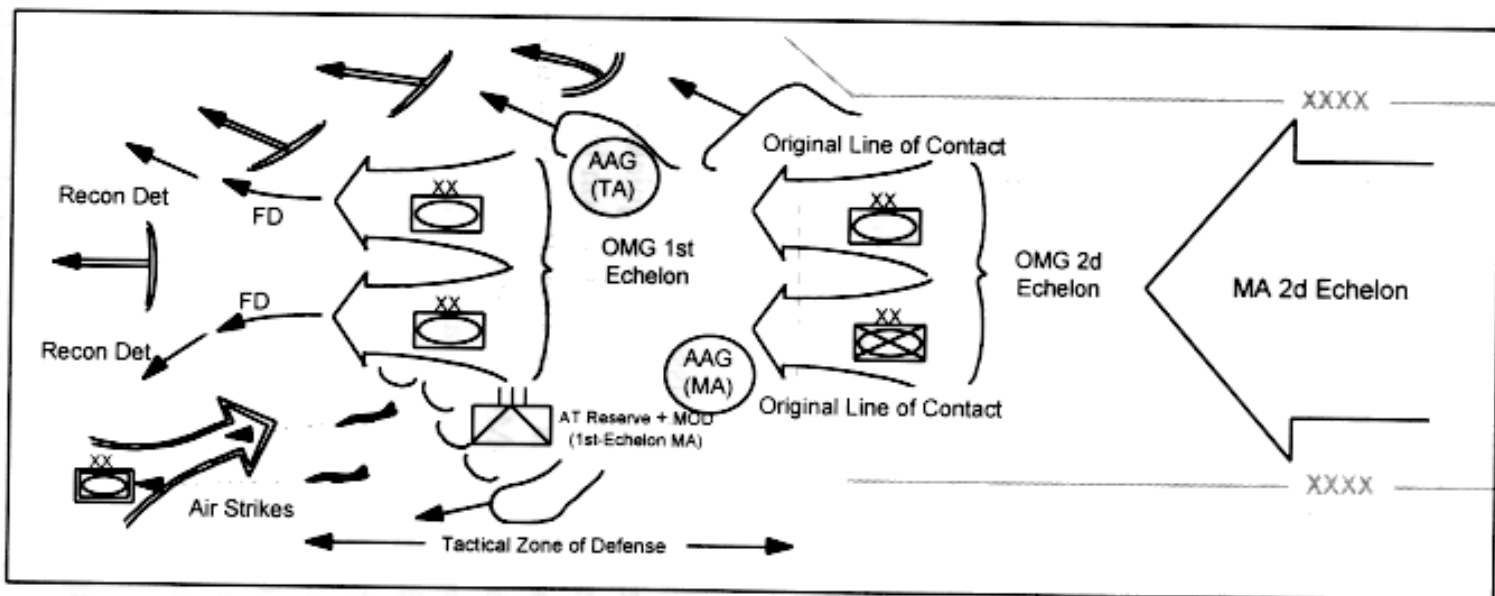 XXXX
Original Line of Contact
AAG
(TA)
XX
XX
Recon Det
FD
OMG 1st
Echelon
OMG 2d
Echelon
MA 2d Echelon
FD
XX
XX
Recon Det
AAG
(MA)
Original Line of Contact
AT Reserve + MOD
(1st-Echelon MA)
XX
Air Strikes
XXXX
Tactical Zone of Defense